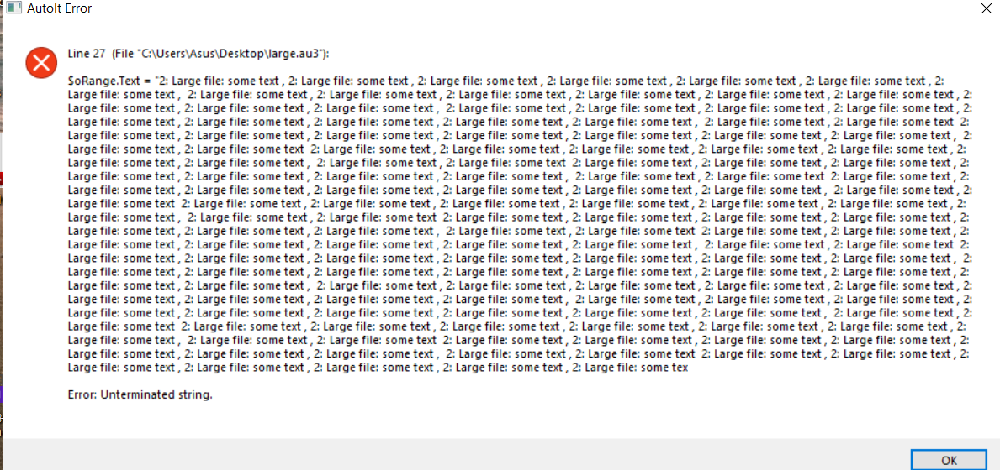 AutoIt Error
Line 27 (File "C:\Users\Asus\Desktop\large.au3"):
$oRange.Text = "2: Large file: some text , 2: Large file: some text , 2: Large file: some text , 2: Large file: some text , 2: Large file: some text , 2: Large file: some text , 2:
Large file: some text ,  2: Large file: some text , 2: Large file: some text , 2: Large file: some text , 2: Large file: some text , 2: Large file: some text , 2: Large file: some text , 2:
Large file: some text , 2: Large file: some text , 2: Large file: some text ,  2: Large file: some text , 2: Large file: some text , 2: Large file: some text , 2: Large file: some text , 2:
Large file: some text , 2: Large file: some text , 2: Large file: some text , 2: Large file: some text , 2: Large file: some text ,  2: Large file: some text , 2: Large file: some text  2:
Large file: some text , 2: Large file: some text , 2: Large file: some text , 2: Large file: some text , 2: Large file: some text , 2: Large file: some text , 2: Large file: some text ,  2:
Large file: some text , 2: Large file: some text  2: Large file: some text , 2: Large file: some text , 2: Large file: some text , 2: Large file: some text , 2: Large file: some text , 2:
Large file: some text , 2: Large file: some text ,  2: Large file: some text , 2: Large file: some text  2: Large file: some text , 2: Large file: some text , 2: Large file: some text , 2:
Large file: some text , 2: Large file: some text , 2: Large file: some text , 2: Large file: some text ,  2: Large file: some text , 2: Large file: some text  2: Large file: some text , 2:
Large file: some text , 2: Large file: some text , 2: Large file: some text , 2: Large file: some text , 2: Large file: some text , 2: Large file: some text ,  2: Large file: some text , 2:
Large file: some text  2: Large file: some text , 2: Large file: some text , 2: Large file: some text , 2: Large file: some text , 2: Large file: some text , 2: Large file: some text , 2:
Large file: some text ,  2: Large file: some text , 2: Large file: some text  2: Large file: some text , 2: Large file: some text , 2: Large file: some text , 2: Large file: some text , 2:
Large file: some text , 2: Large file: some text , 2: Large file: some text ,  2: Large file: some text , 2: Large file: some text  2: Large file: some text , 2: Large file: some text , 2:
Large file: some text , 2: Large file: some text , 2: Large file: some text , 2: Large file: some text , 2: Large file: some text ,  2: Large file: some text , 2: Large file: some text  2:
Large file: some text , 2: Large file: some text , 2: Large file: some text , 2: Large file: some text , 2: Large file: some text , 2: Large file: some text , 2: Large file: some text ,  2:
Large file: some text , 2: Large file: some text , 2: Large file: some text , 2: Large file: some text , 2: Large file: some text , 2: Large file: some text , 2: Large file: some text , 2:
Large file: some text , 2: Large file: some text ,  2: Large file: some text , 2: Large file: some text , 2: Large file: some text , 2: Large file: some text , 2: Large file: some text , 2:
Large file: some text , 2: Large file: some text , 2: Large file: some text , 2: Large file: some text ,  2: Large file: some text , 2: Large file: some text , 2: Large file: some text , 2:
Large file: some text , 2: Large file: some text , 2: Large file: some text , 2: Large file: some text , 2: Large file: some text , 2: Large file: some text ,  2: Large file: some text , 2:
Large file: some text  2: Large file: some text , 2: Large file: some text , 2: Large file: some text , 2: Large file: some text , 2: Large file: some text , 2: Large file: some text , 2:
Large file: some text ,  2: Large file: some text , 2: Large file: some text  2: Large file: some text , 2: Large file: some text , 2: Large file: some text , 2: Large file: some text , 2:
Large file: some text , 2: Large file: some text , 2: Large file: some text ,  2: Large file: some text , 2: Large file: some text  2: Large file: some text , 2: Large file: some text , 2:
Large file: some text , 2: Large file: some text , 2: Large file: some text , 2: Large file: some text , 2: Large file: some tex
Error: Unterminated string.
OK